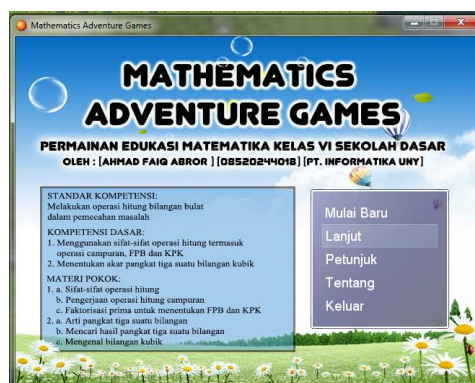 Mathematics Adventure Games
MATHEMATICS
ADVENTURE GAMES
PERMAINAN EDUKASI MATEMATIKA KELAS VI SEKOLAH DASAR
OLEH : [AHMAD FAIQ ABROR ] [08520244018] [PT. INFORMATIKA UNY]
STANDAR KOMPETENSI:
Melakukan operasi hitung bilangan bulat
dalam pemecahan masalah
KOMPETENSI DASAR:
1. Menggunakan sifat-sifat operasi hitung termasuk
operasi campuran, FPB dan KPK
2. Menentukan akar pangkat tiga suatu bilangan kubik
MATERI POKOK:
1. a. Sifat-sifat operasi hitung
b. Pengerjaan operasi hitung campuran
c. Faktorisasi prima untuk menentukan FPB dan KPK
2. a. Arti pangkat tiga suatu bilangan
b. Mencari hasil pangkat tiga suatu bilangan
c. Mengenal bilangan kubik
Mulai Baru
Lanjut
Petunjuk
Tentang
Keluar